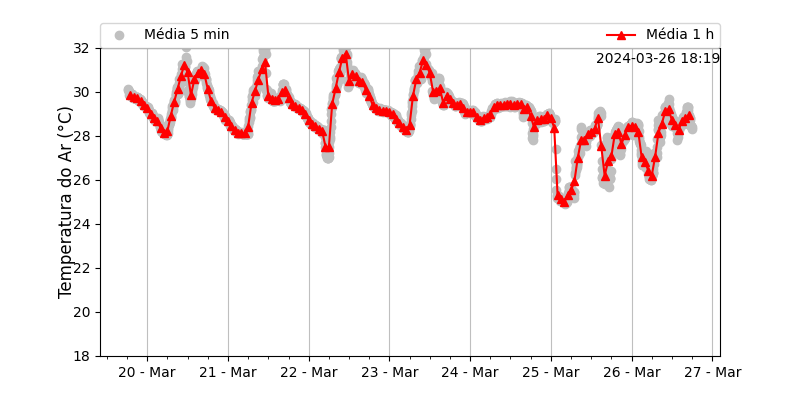 Média 5 min
Média 1 h
2024-03-26 18:19
Temperatura do Ar (°C)
32
30
28
26
24
22
20
18
20 - Mar
21 - Mar
22 - Mar
23 - Mar
24 - Mar
25 - Mar
26 - Mar
27 - Mar